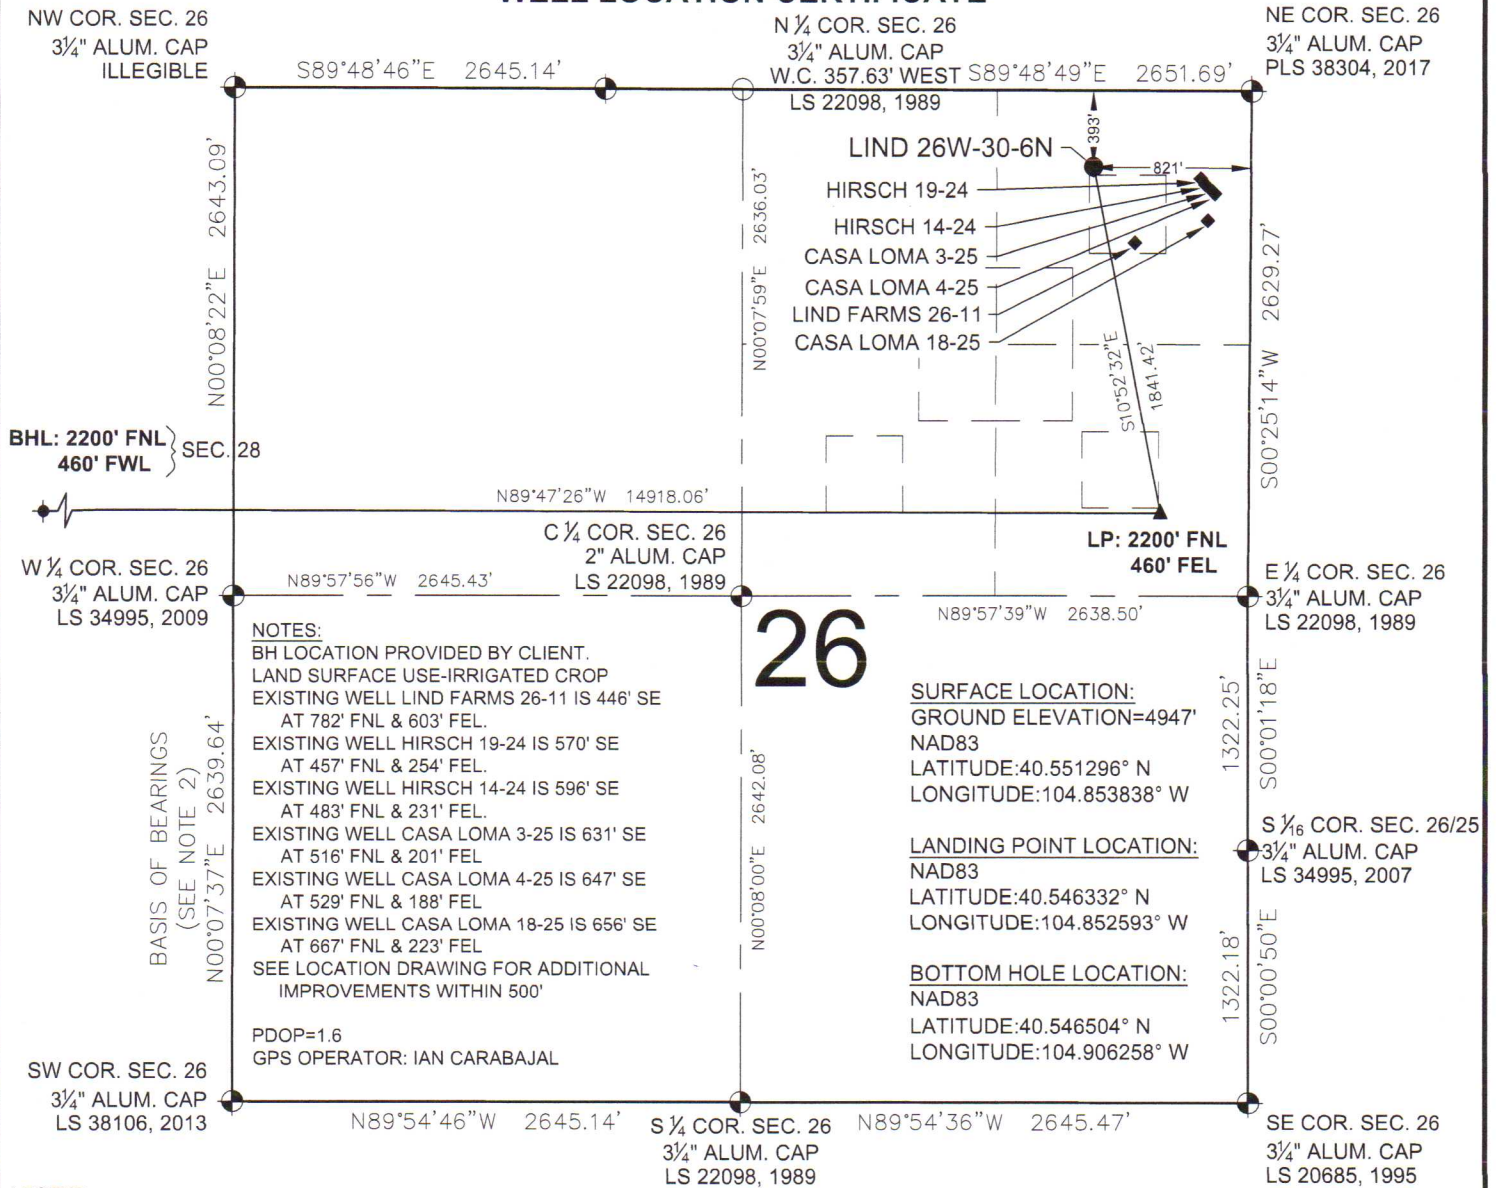 WELL LOCATION CERTIFICATE
NW COR. SEC. 26
3¼" ALUM. CAP
ILLEGIBLE
S89°48'46"E 2645.14'
N ¼ COR. SEC. 26
3¼" ALUM. CAP
W.C. 357.63' WEST
LS 22098, 1989
S89°48'49"E 2651.69'
NE COR. SEC. 26
3¼" ALUM. CAP
PLS 38304, 2017
N00°08'22"E 2643.09'
N00°07'59"E 2636.03'
393'
821'
LIND 26W-30-6N
HIRSCH 19-24
HIRSCH 14-24
CASA LOMA 3-25
CASA LOMA 4-25
LIND FARMS 26-11
CASA LOMA 18-25
S10°52'32"E
1841.42'
S00°25'14"W 2629.27'
BHL: 2200' FNL
460' FWL
SEC. 28
N89°47'26"W 14918.06'
LP: 2200' FNL
460' FEL
C ¼ COR. SEC. 26
2" ALUM. CAP
LS 22098, 1989
W ¼ COR. SEC. 26
3¼" ALUM. CAP
LS 34995, 2009
N89°57'56"W 2645.43'
N89°57'39"W 2638.50'
E ¼ COR. SEC. 26
3¼" ALUM. CAP
LS 22098, 1989
26
NOTES:
BH LOCATION PROVIDED BY CLIENT.
LAND SURFACE USE-IRRIGATED CROP
EXISTING WELL LIND FARMS 26-11 IS 446' SE
AT 782' FNL & 603' FEL.
EXISTING WELL HIRSCH 19-24 IS 570' SE
AT 457' FNL & 254' FEL.
EXISTING WELL HIRSCH 14-24 IS 596' SE
AT 483' FNL & 231' FEL.
EXISTING WELL CASA LOMA 3-25 IS 631' SE
AT 516' FNL & 201' FEL
EXISTING WELL CASA LOMA 4-25 IS 647' SE
AT 529' FNL & 188' FEL
EXISTING WELL CASA LOMA 18-25 IS 656' SE
AT 667' FNL & 223' FEL
SEE LOCATION DRAWING FOR ADDITIONAL
IMPROVEMENTS WITHIN 500'
PDOP=1.6
GPS OPERATOR: IAN CARABAJAL
BASIS OF BEARINGS
(SEE NOTE 2)
N00°07'37"E 2639.64'
N00°08'00"E 2642.08'
SURFACE LOCATION:
GROUND ELEVATION=4947'
NAD83
LATITUDE:40.551296° N
LONGITUDE:104.853838° W
LANDING POINT LOCATION:
NAD83
LATITUDE:40.546332° N
LONGITUDE:104.852593° W
BOTTOM HOLE LOCATION:
NAD83
LATITUDE:40.546504° N
LONGITUDE:104.906258° W
1322.25'
S00°01'18"E
S 1⁄16 COR. SEC. 26/25
3¼" ALUM. CAP
LS 34995, 2007
1322.18'
S00°00'50"E
SW COR. SEC. 26
3¼" ALUM. CAP
LS 38106, 2013
N89°54'46"W 2645.14'
S ¼ COR. SEC. 26
3¼" ALUM. CAP
LS 22098, 1989
N89°54'36"W 2645.47'
SE COR. SEC. 26
3¼" ALUM. CAP
LS 20685, 1995